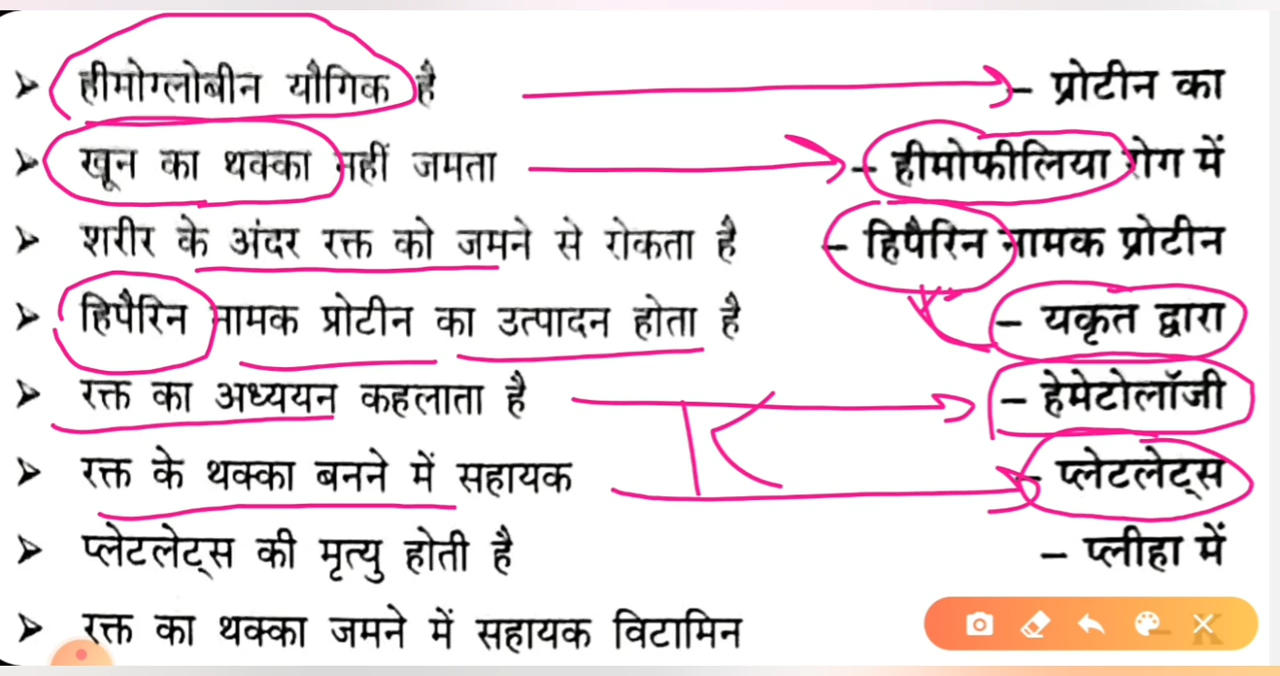 ➤ हीमोग्लोबीन यौगिक है – प्रोटीन का
➤ खून का थक्का नहीं जमता – हीमोफीलिया रोग में
➤ शरीर के अंदर रक्त को जमने से रोकता है – हिपैरिन नामक प्रोटीन
➤ हिपैरिन नामक प्रोटीन का उत्पादन होता है – यकृत द्वारा
➤ रक्त का अध्ययन कहलाता है – हेमेटोलॉजी
K
➤ रक्त के थक्का बनने में सहायक – प्लेटलेट्स
➤ प्लेटलेट्स की मृत्यु होती है – प्लीहा में
➤ रक्त का थक्का जमने में सहायक विटामिन – K